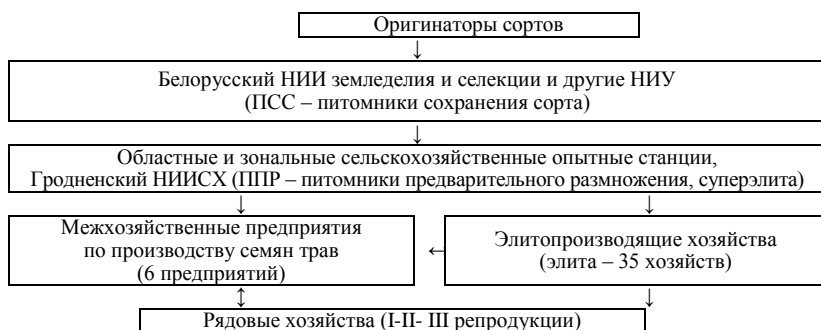 Оригинаторы сортов
↓
Белорусский НИИ земледелия и селекции и другие НИУ
(ПСС – питомники сохранения сорта)
↓
Областные и зональные сельскохозяйственные опытные станции,
Гродненский НИИСХ (ППР – питомники предварительного размножения, суперэлита)
↓ ↓
Межхозяйственные предприятия
по производству семян трав
(6 предприятий)
←
Элитопроизводящие хозяйства
(элита – 35 хозяйств)
↕ ↓
Рядовые хозяйства (I-II- III репродукции)